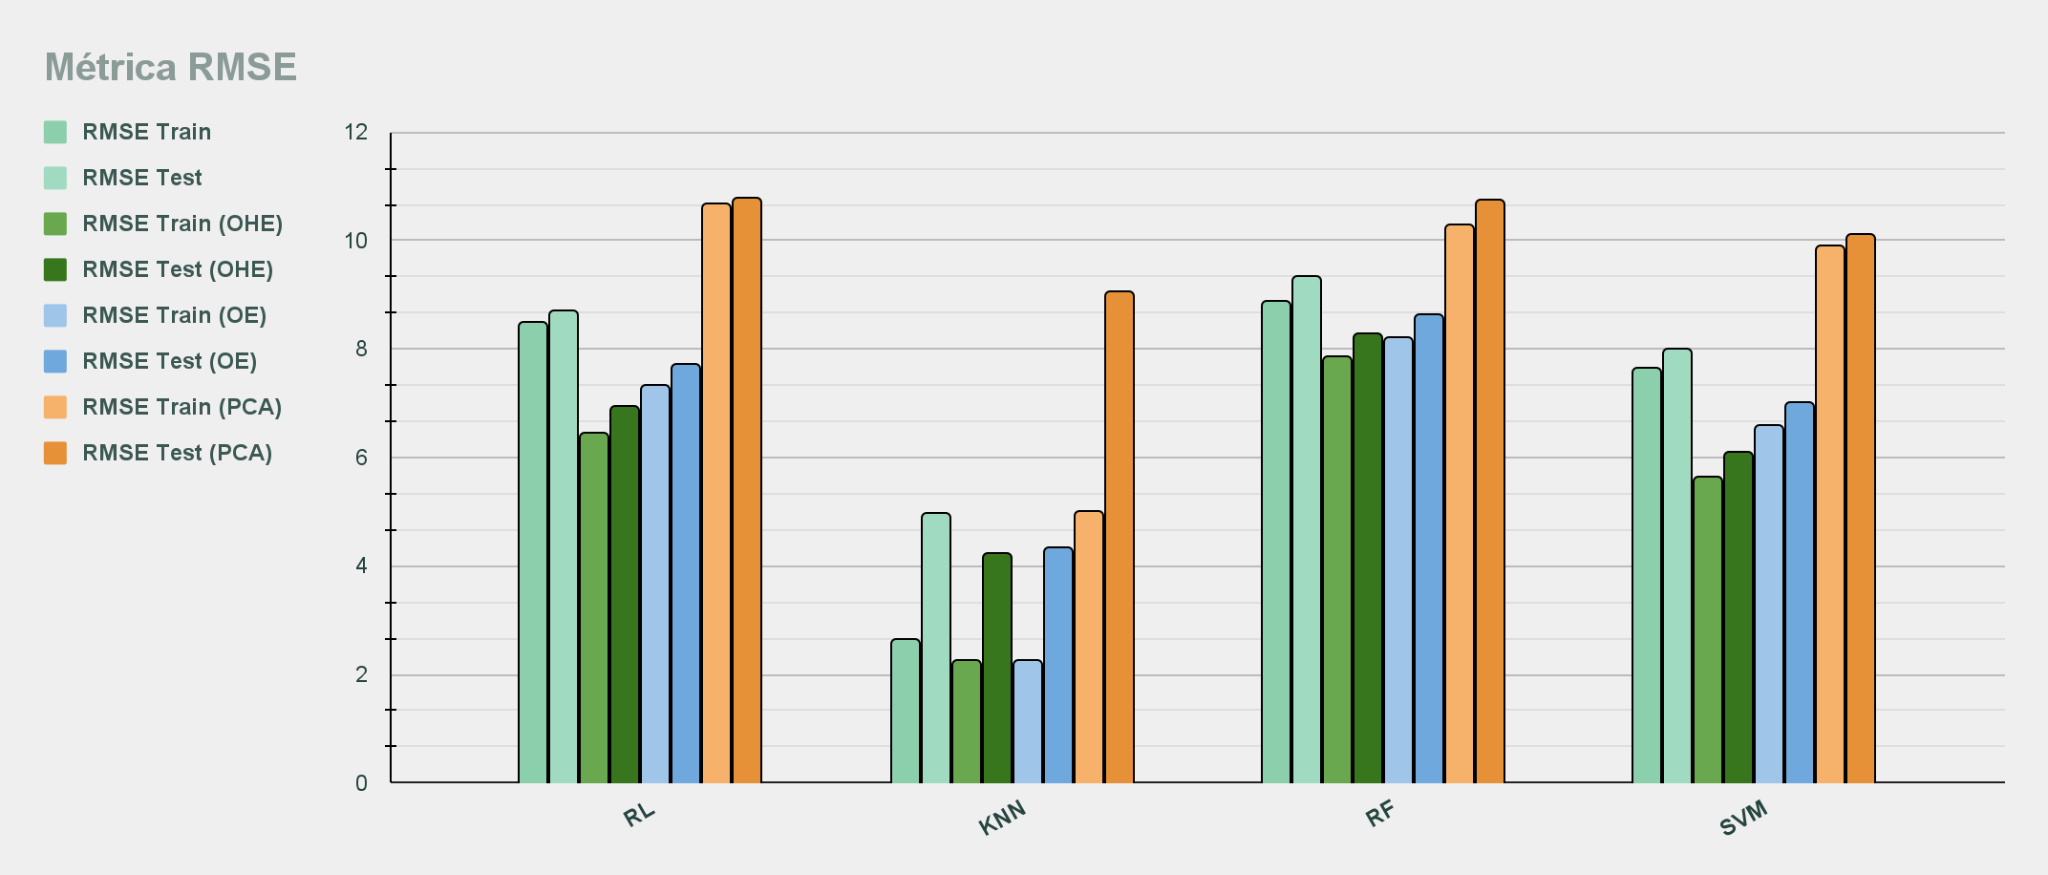 Métrica RMSE
RMSE Train
RMSE Test
RMSE Train (OHE)
RMSE Test (OHE)
RMSE Train (OE)
RMSE Test (OE)
RMSE Train (PCA)
RMSE Test (PCA)
12
10
8
6
4
2
0
RL
KNN
RF
SVM